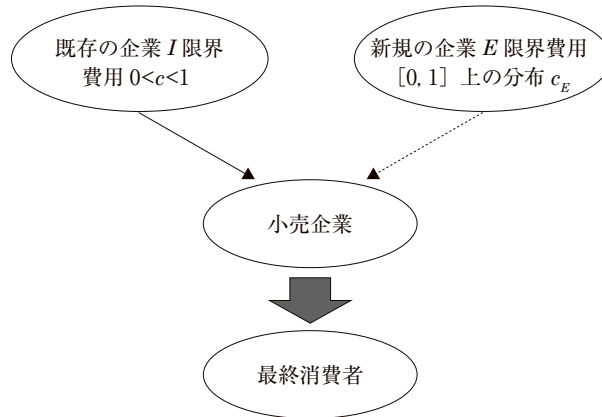 既存の企業 I 限界
費用 0<c<1
新規の企業 E 限界費用
[0, 1] 上の分布 c_E
小売企業
最終消費者